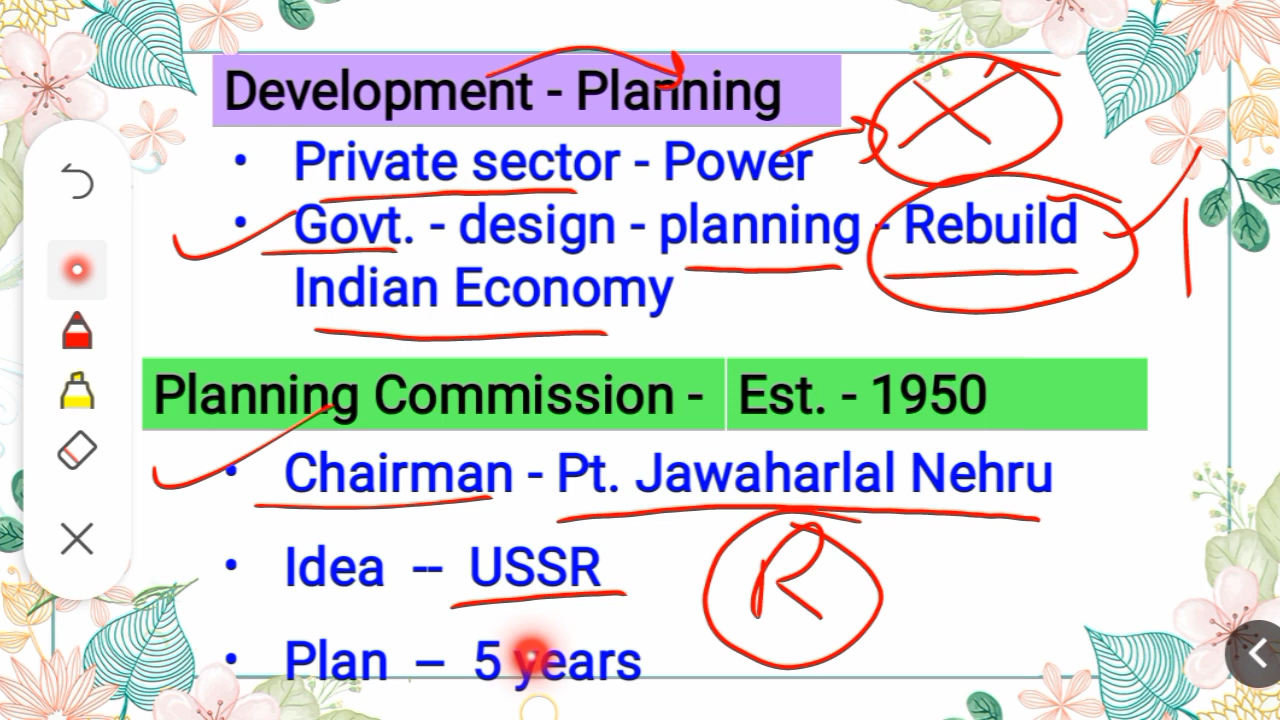 Development - Planning
• Private sector - Power
• Govt. - design - planning - Rebuild
Indian Economy
Planning Commission - Est. - 1950
• Chairman - Pt. Jawaharlal Nehru
• Idea -- USSR
R
• Plan – 5 years